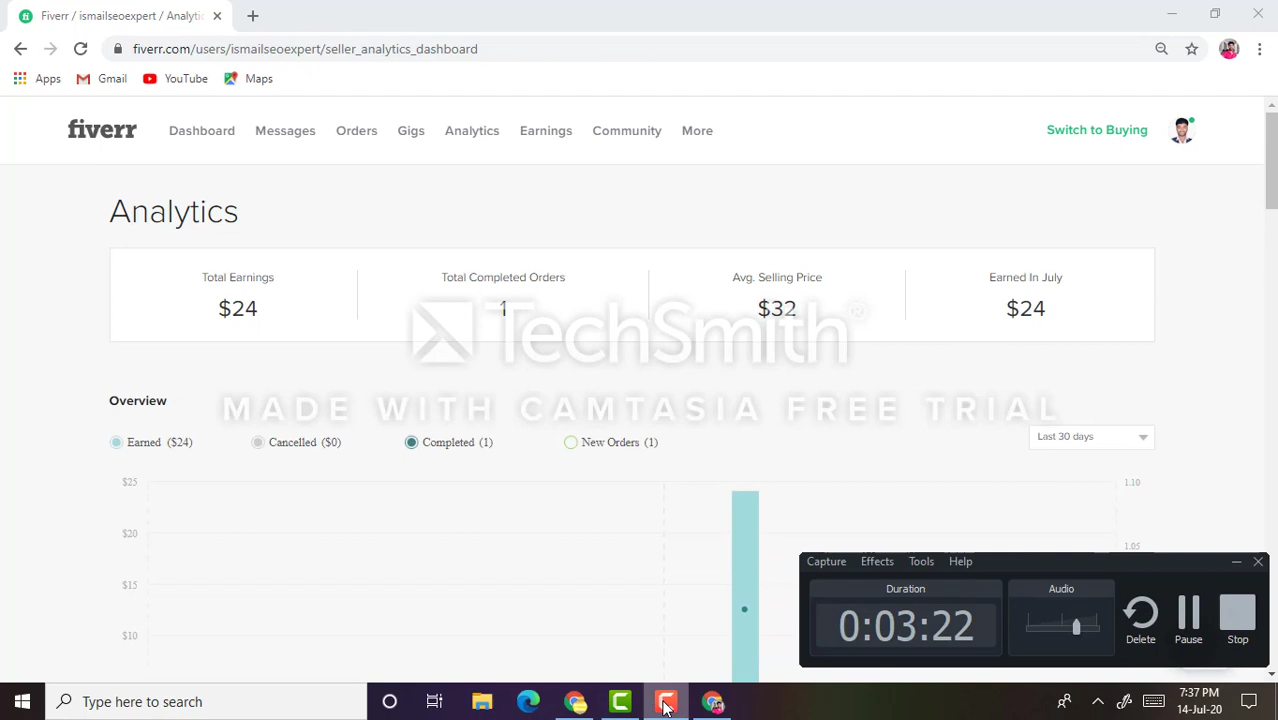 Fiverr / ismailseoexpert / Analytic
fiverr.com/users/ismailseoexpert/seller_analytics_dashboard
Apps Gmail YouTube Maps
fiverr Dashboard Messages Orders Gigs Analytics Earnings Community More Switch to Buying
Analytics
Total Earnings Total Completed Orders Avg. Selling Price Earned In July
$24 1 $32 $24
TechSmith®
MADE WITH CAMTASIA FREE TRIAL
Overview
Earned ($24) Cancelled ($0) Completed (1) New Orders (1) Last 30 days
$25 1.10
$20
1.05
$15
$10
Capture Effects Tools Help
Duration Audio
0:03:22
Delete Pause Stop
Type here to search
7:37 PM
14-Jul-20